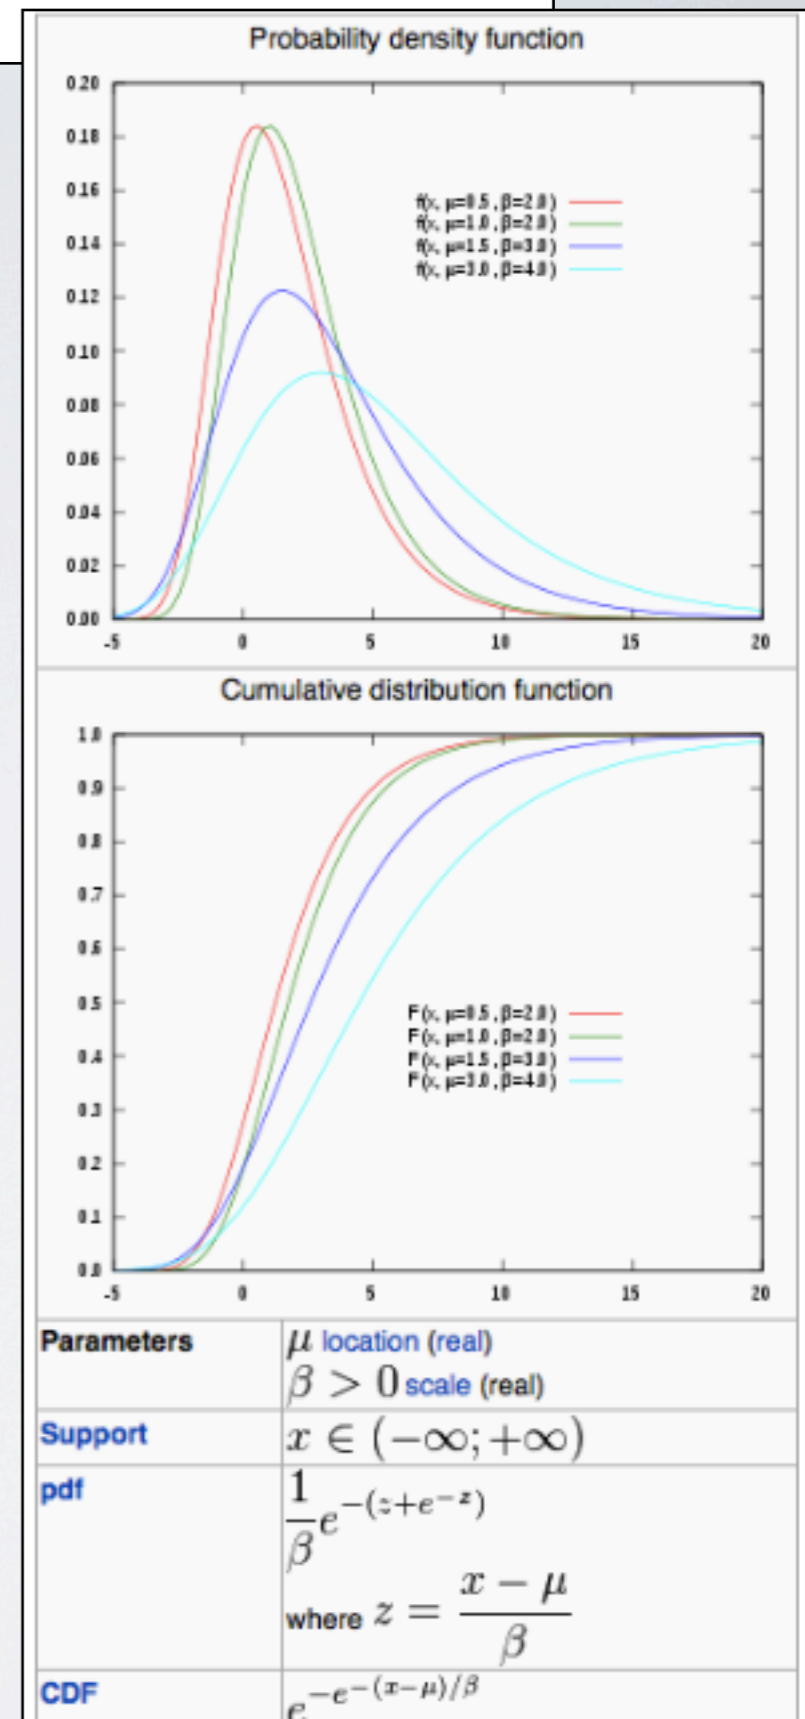 Probability density function
0.20
0.18
0.16
0.14
0.12
0.10
0.08
0.06
0.04
0.02
0.00
-5 0 5 10 15 20
f(x, μ=0.5, β=2.0)
f(x, μ=1.0, β=2.0)
f(x, μ=1.5, β=3.0)
f(x, μ=3.0, β=4.0)
Cumulative distribution function
1.0
0.9
0.8
0.7
0.6
0.5
0.4
0.3
0.2
0.1
0.0
-5 0 5 10 15 20
F(x, μ=0.5, β=2.0)
F(x, μ=1.0, β=2.0)
F(x, μ=1.5, β=3.0)
F(x, μ=3.0, β=4.0)
Parameters μ location (real)
β > 0 scale (real)
Support x ∈ (−∞; +∞)
pdf 1/β e^−(z+e^−z)
where z = (x − μ)/β
CDF e^−e^−(x−μ)/β